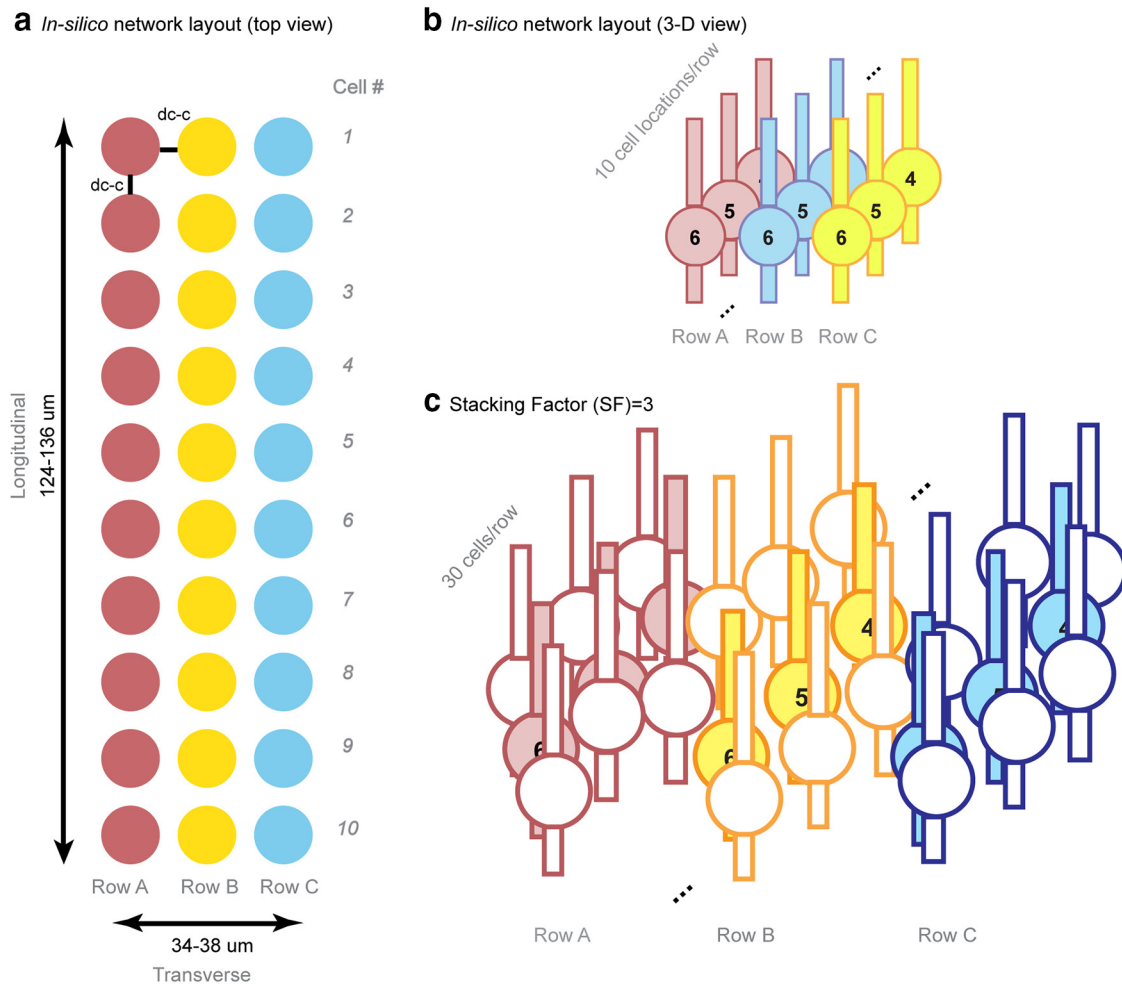 a In-silico network layout (top view)
Cell #
dc-c
dc-c
1
2
3
4
5
6
7
8
9
10
Longitudinal
124-136 um
Row A Row B Row C
34-38 um
Transverse
b In-silico network layout (3-D view)
10 cell locations/row
4
5 5 5
6 6 6
Row A Row B Row C
c Stacking Factor (SF)=3
30 cells/row
4 4
5
6 6
Row A Row B Row C